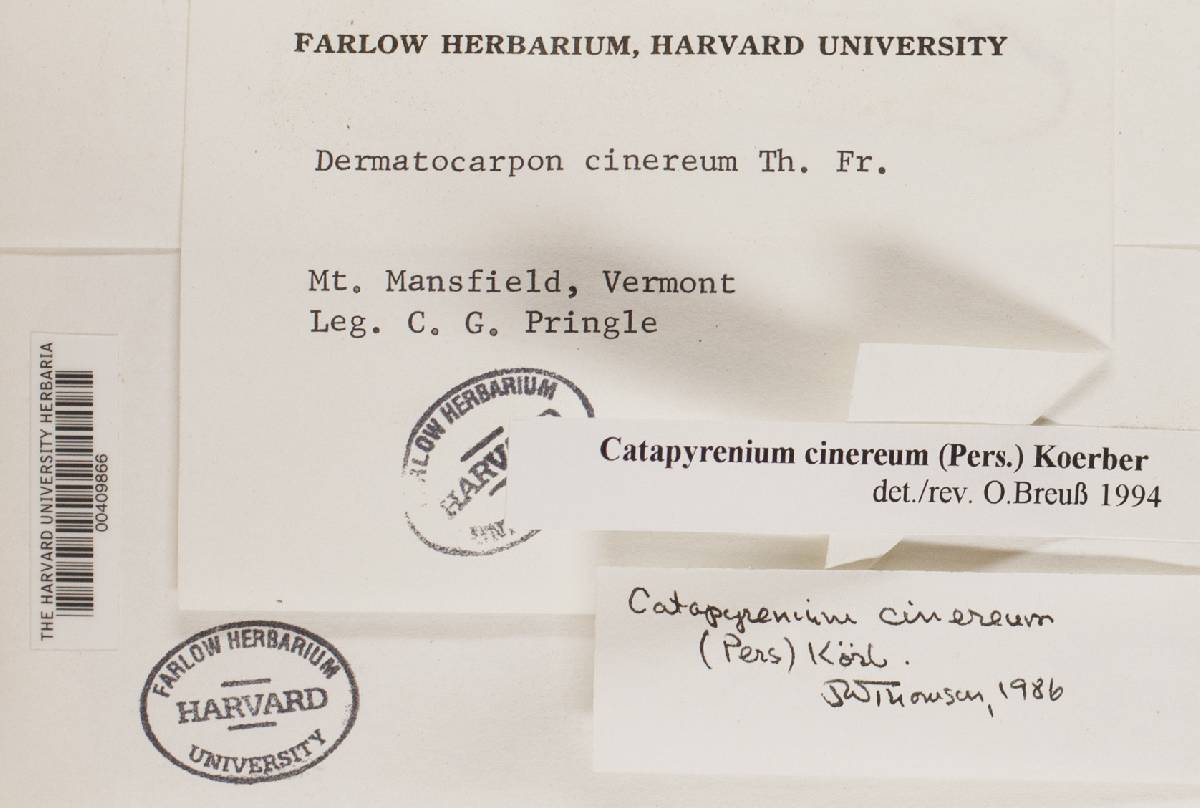 FARLOW HERBARIUM, HARVARD UNIVERSITY
Dermatocarpon cinereum Th. Fr.
Mt. Mansfield, Vermont
Leg. C. G. Pringle
FARLOW HERBARIUM
HARVARD
UNIVERSITY
THE HARVARD UNIVERSITY HERBARIA
00409866
Catapyrenium cinereum (Pers.) Koerber
det./rev. O.Breuß 1994
Catapyrenium cinereum
(Pers) Körb.
JWThomson, 1986
HERBARIUM